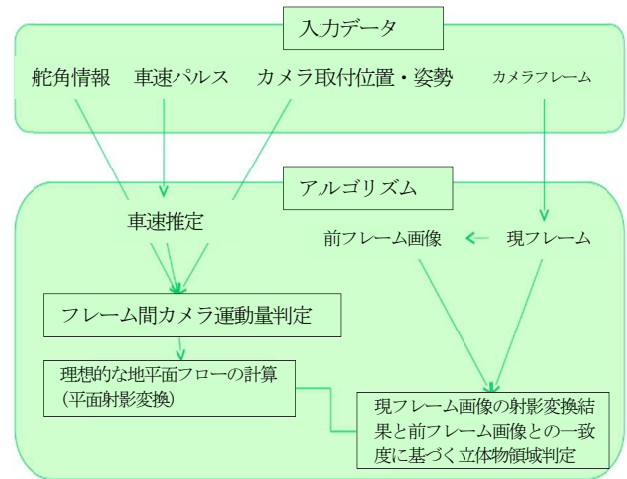 入力データ
舵角情報
車速パルス
カメラ取付位置・姿勢
カメラフレーム
アルゴリズム
車速推定
前フレーム画像
現フレーム
フレーム間カメラ運動量判定
理想的な地平面フローの計算
（平面射影変換）
現フレーム画像の射影変換結
果と前フレーム画像との一致
度に基づく立体物領域判定